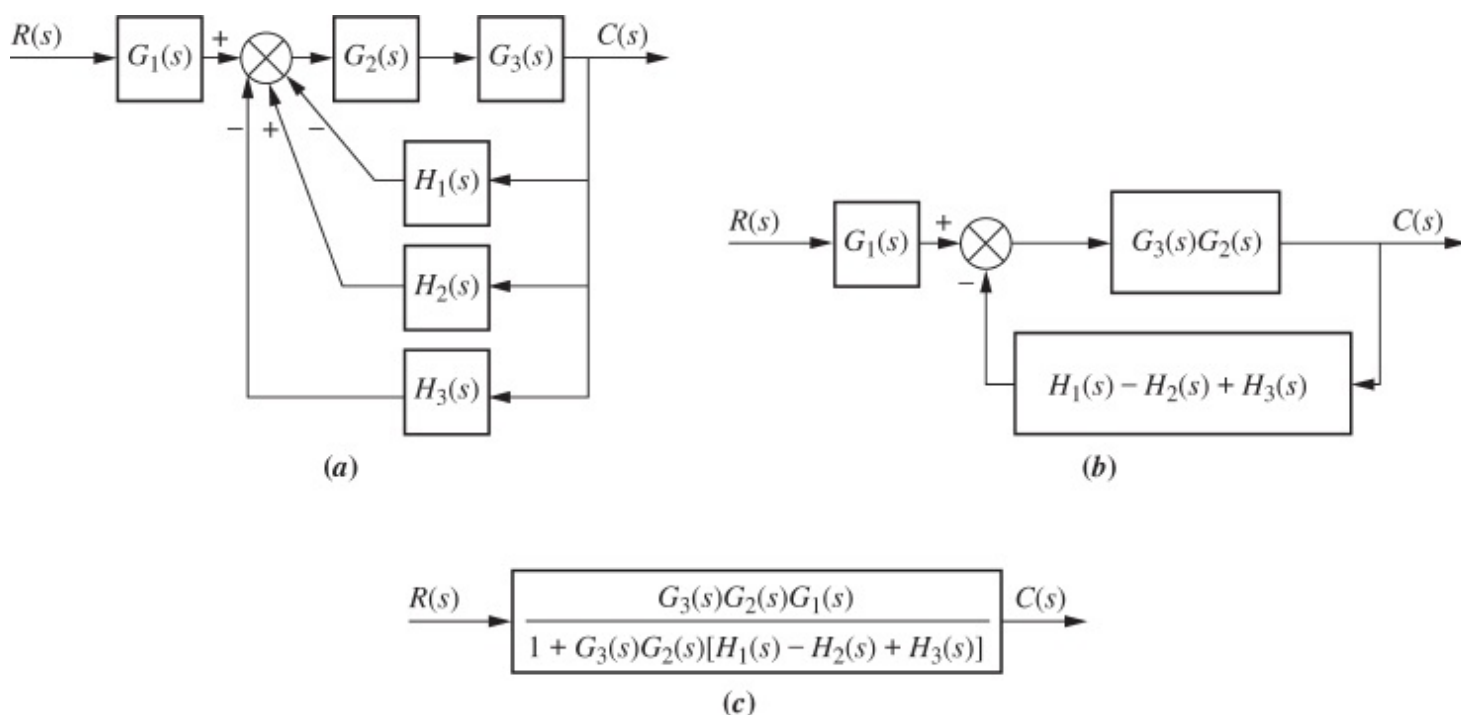 R(s) G₁(s) + G₂(s) G₃(s) C(s)
− + −
H₁(s)
H₂(s)
H₃(s)
(a)
R(s) G₁(s) + G₃(s)G₂(s) C(s)
−
H₁(s) − H₂(s) + H₃(s)
(b)
R(s) G₃(s)G₂(s)G₁(s) C(s)
1 + G₃(s)G₂(s)[H₁(s) − H₂(s) + H₃(s)]
(c)